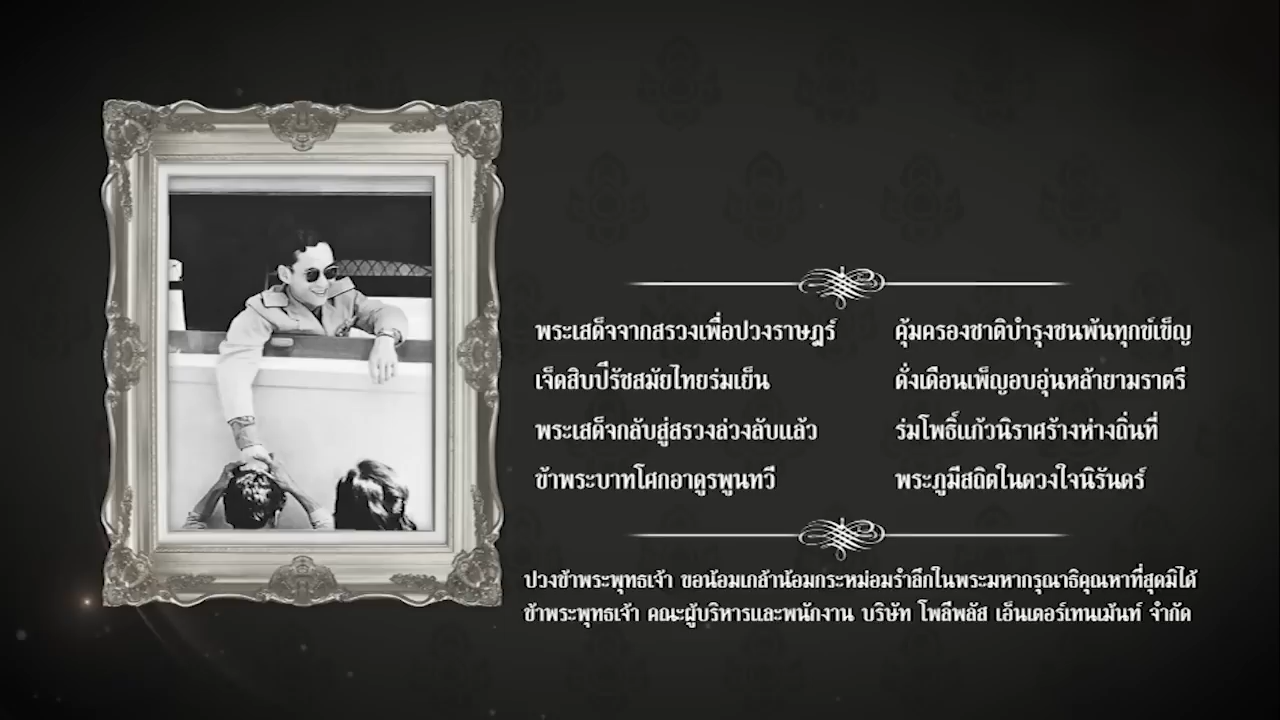 พระเสด็จจากสรวงเพื่อปวงราษฎร์ คุ้มครองชาติบำรุงชนพ้นทุกข์เข็ญ
เจ็ดสิบปีรัชสมัยไทยร่มเย็น ดั่งเดือนเพ็ญอบอุ่นหล้ายามราตรี
พระเสด็จกลับสู่สรวงล่วงลับแล้ว ร่มโพธิ์แก้วนิราศร้างห่างถิ่นที่
ข้าพระบาทโศกอาดูรพูนทวี พระภูมีสถิตในดวงใจนิรันดร์
ปวงข้าพระพุทธเจ้า ขอน้อมเกล้าน้อมกระหม่อมรำลึกในพระมหากรุณาธิคุณหาที่สุดมิได้
ข้าพระพุทธเจ้า คณะผู้บริหารและพนักงาน บริษัท โพลีพลัส เอ็นเตอร์เทนเม้นท์ จำกัด